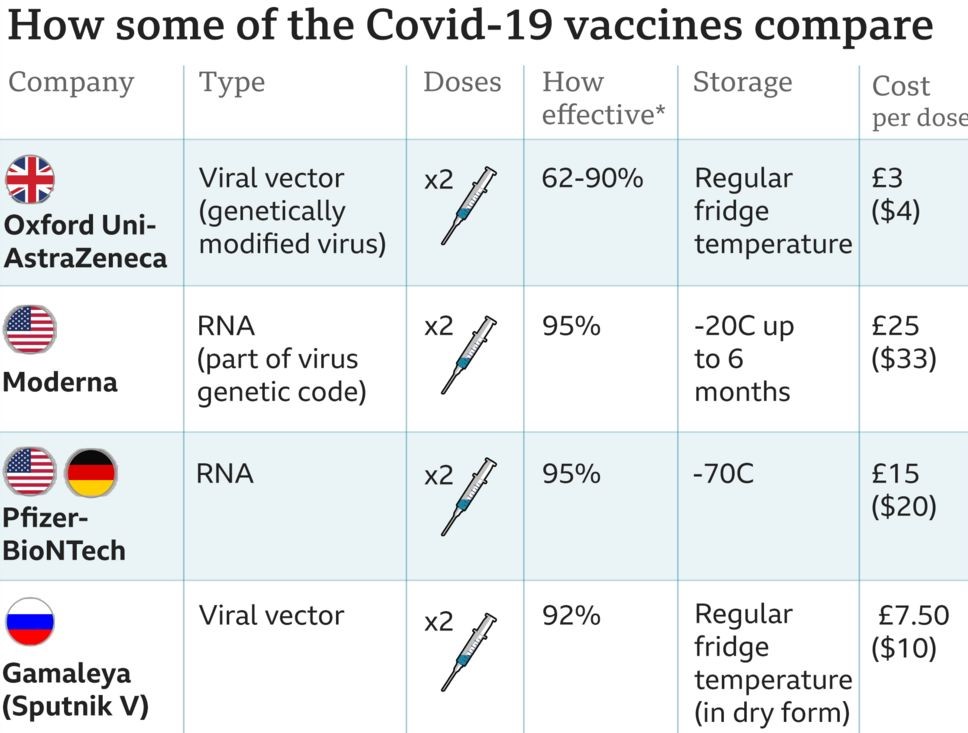 How some of the Covid-19 vaccines compare
Company Type Doses How effective* Storage Cost per dose
Oxford Uni-
AstraZeneca
Viral vector
(genetically
modified virus)
x2
62-90%
Regular
fridge
temperature
£3
($4)
Moderna
RNA
(part of virus
genetic code)
x2
95%
-20C up
to 6
months
£25
($33)
Pfizer-
BioNTech
RNA
x2
95%
-70C
£15
($20)
Gamaleya
(Sputnik V)
Viral vector
x2
92%
Regular
fridge
temperature
(in dry form)
£7.50
($10)